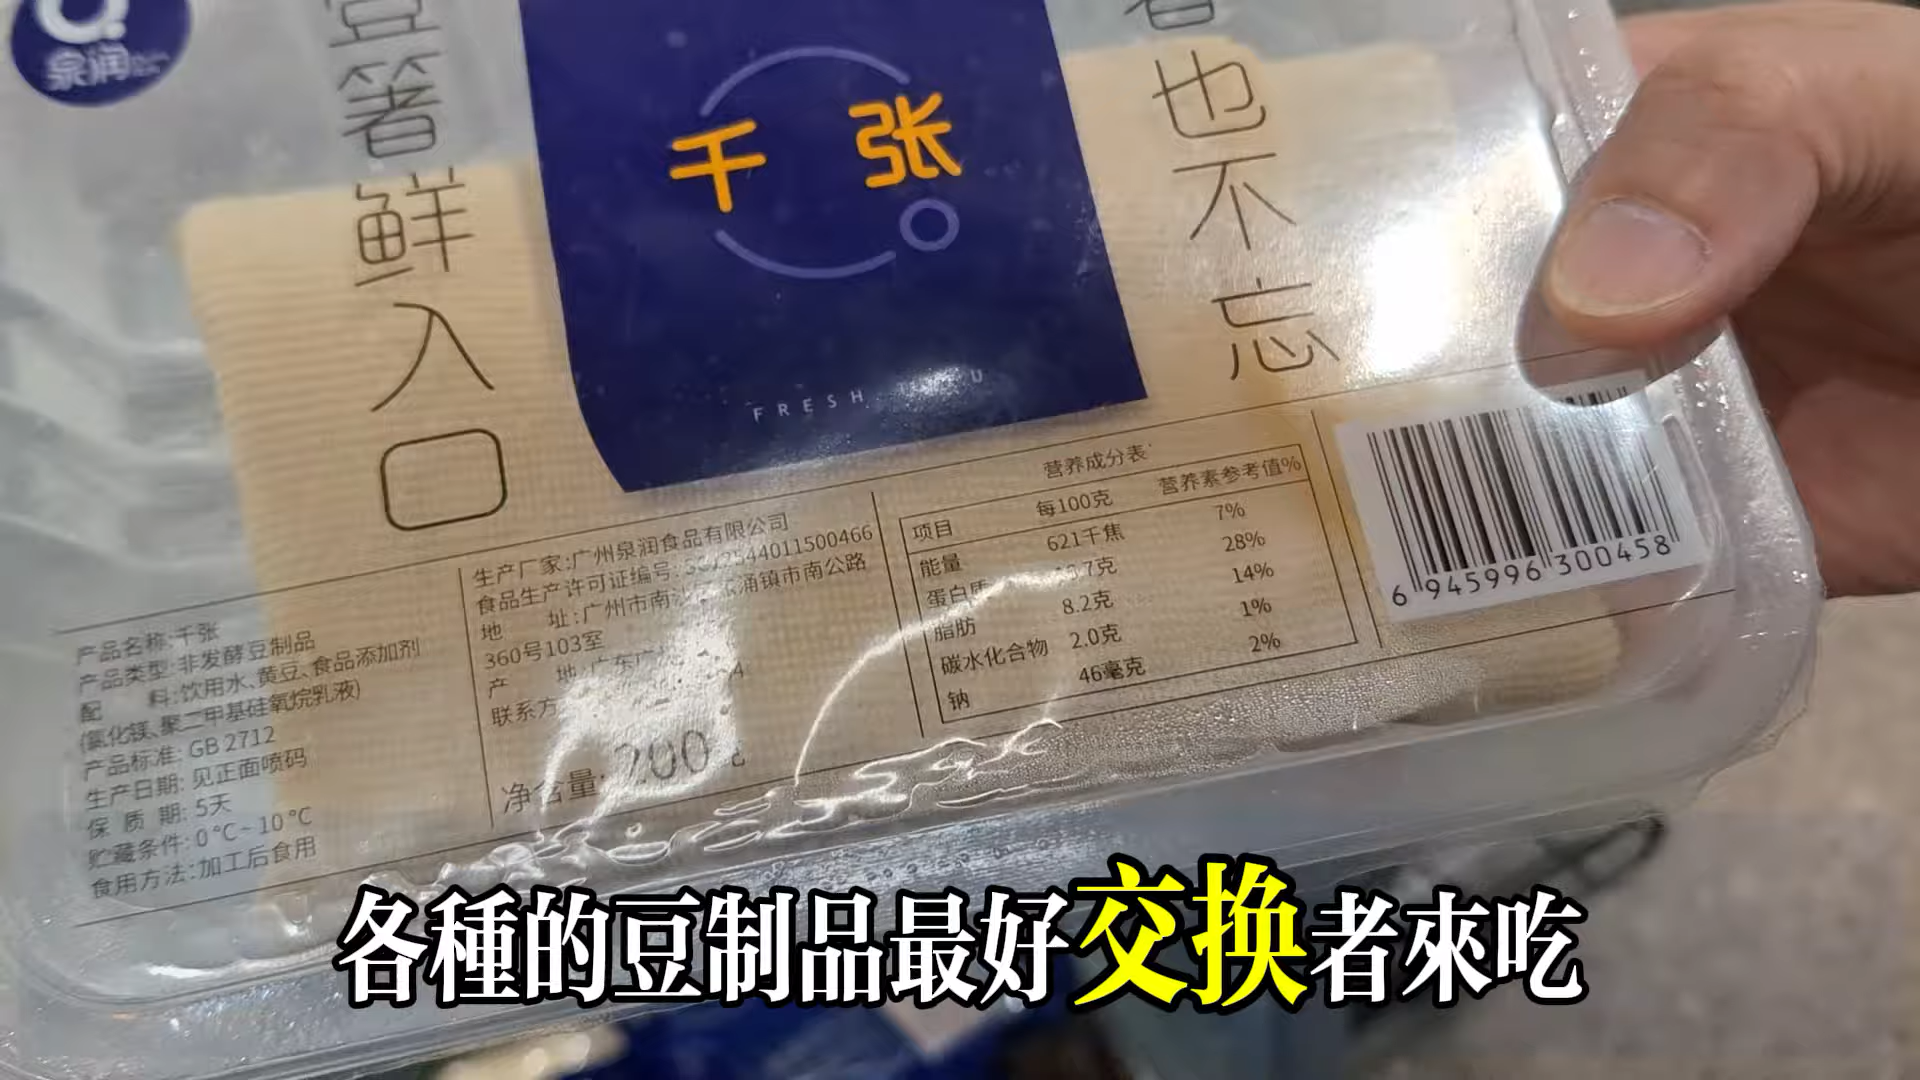 泉润
壹箸鲜入口
千张
也不忘
FRESH
营养成分表
项目 每100克 营养素参考值%
能量 621千焦 7%
蛋白质 28%
脂肪 8.2克 14%
碳水化合物 2.0克 1%
钠 46毫克 2%
生产厂家:广州泉润食品有限公司
食品生产许可证编号:
地 址:广州市南 涌镇市南公路
360号103室
产 地:广东广
联系方
净含量: 200
产品名称:千张
产品类型:非发酵豆制品
配 料:饮用水、黄豆、食品添加剂
(氯化镁、聚二甲基硅氧烷乳液)
产品标准: GB 2712
生产日期: 见正面喷码
保 质 期: 5天
贮藏条件: 0℃~10℃
食用方法:加工后食用
6 945996 300458
各種的豆制品最好交换者來吃